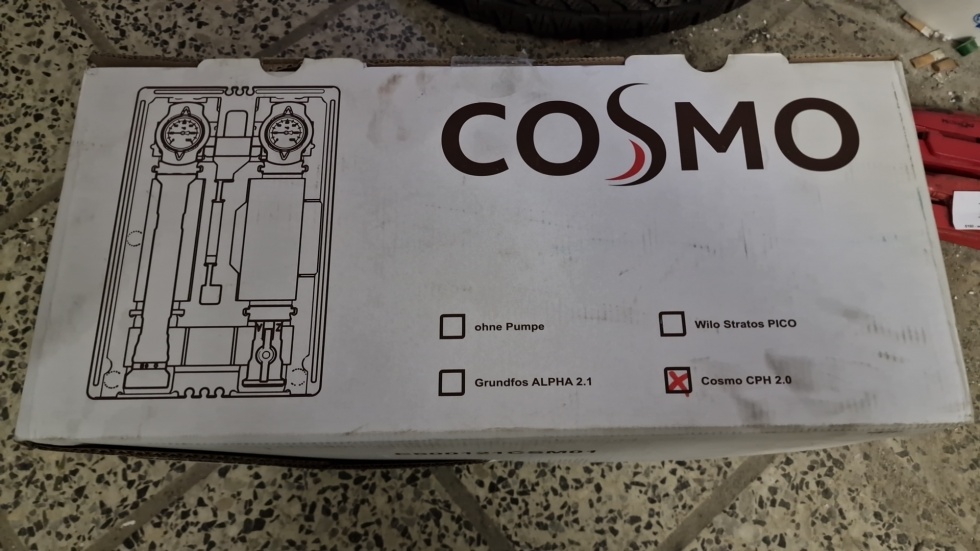 COSMO
ohne Pumpe
Wilo Stratos PICO
Grundfos ALPHA 2.1
Cosmo CPH 2.0